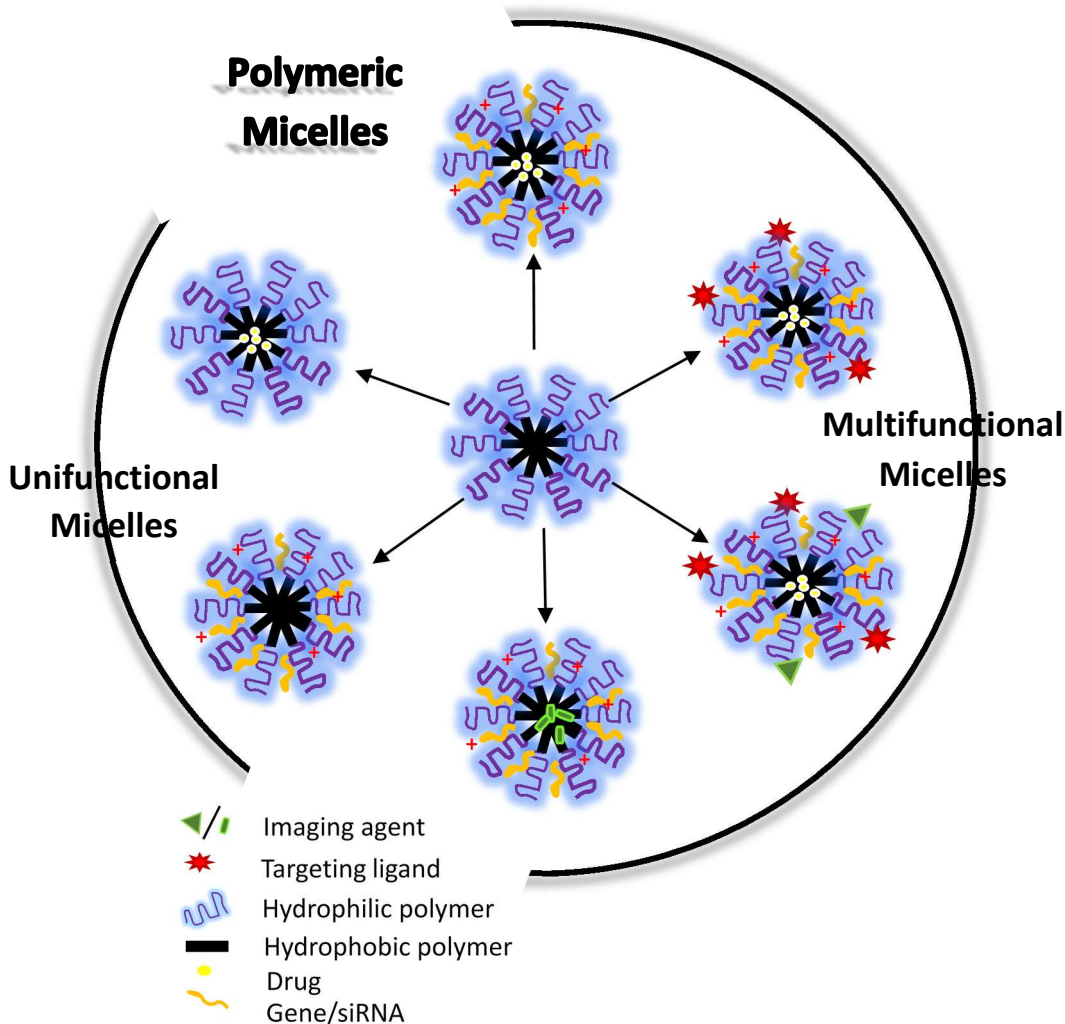 Polymeric
Micelles
Unifunctional
Micelles
Multifunctional
Micelles
Imaging agent
Targeting ligand
Hydrophilic polymer
Hydrophobic polymer
Drug
Gene/siRNA